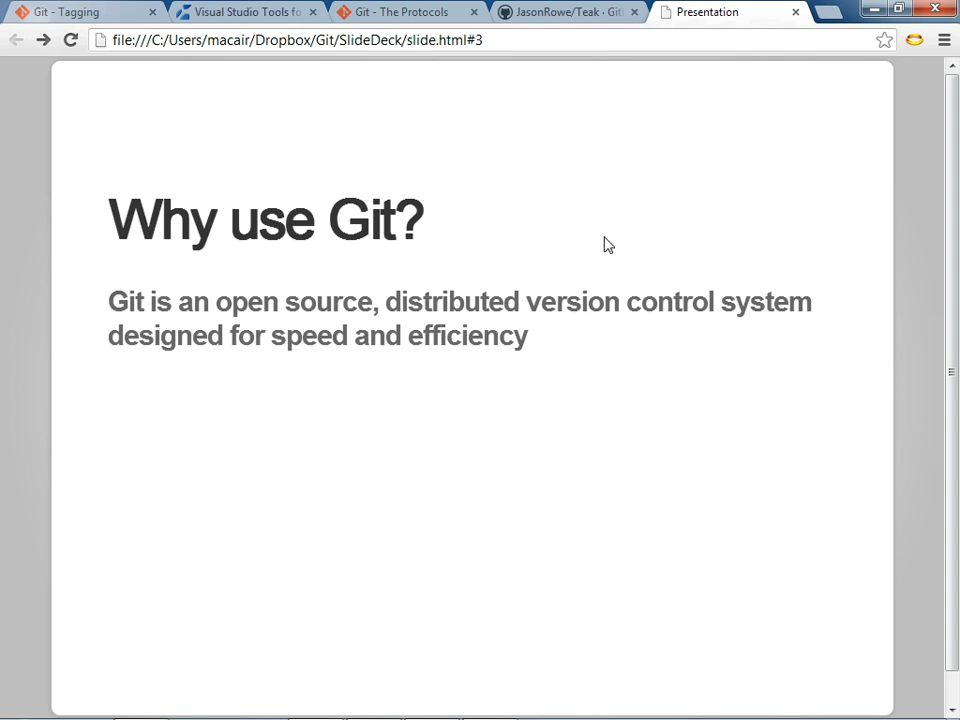 Git - Tagging
Visual Studio Tools fo
Git - The Protocols
JasonRowe/Teak · Git
Presentation
file:///C:/Users/macair/Dropbox/Git/SlideDeck/slide.html#3
Why use Git?
Git is an open source, distributed version control system
designed for speed and efficiency